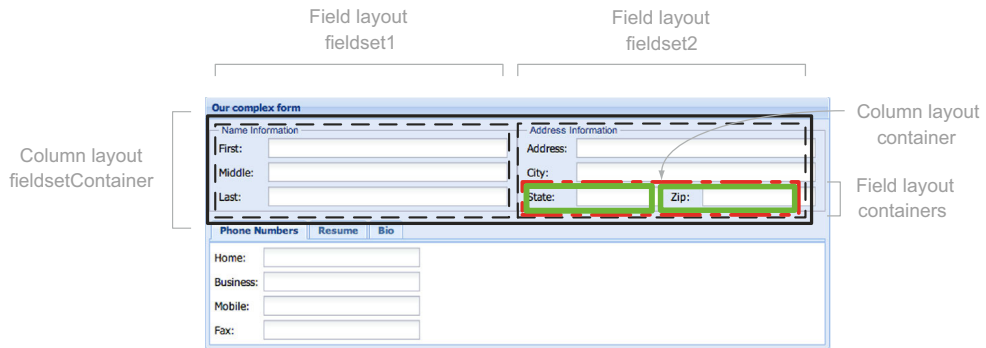 Field layout
fieldset1
Field layout
fieldset2
Column layout
fieldsetContainer
Our complex form
Name Information
First:
Middle:
Last:
Address Information
Address:
City:
State:
Zip:
Column layout
container
Field layout
containers
Phone Numbers Resume Bio
Home:
Business:
Mobile:
Fax: